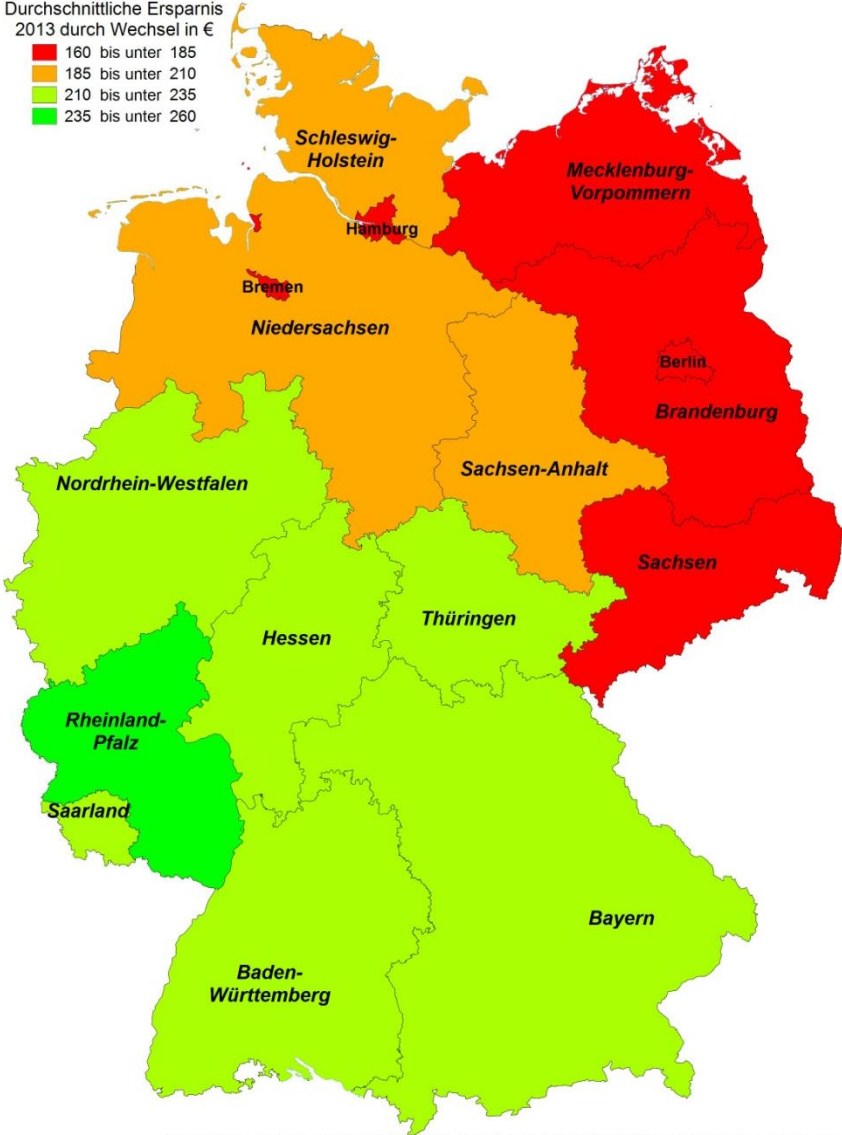 Durchschnittliche Ersparnis
2013 durch Wechsel in €
160 bis unter 185
185 bis unter 210
210 bis unter 235
235 bis unter 260
Schleswig-
Holstein
Mecklenburg-
Vorpommern
Hamburg
Bremen
Niedersachsen
Berlin
Brandenburg
Sachsen-Anhalt
Nordrhein-Westfalen
Sachsen
Thüringen
Hessen
Rheinland-
Pfalz
Saarland
Bayern
Baden-
Württemberg